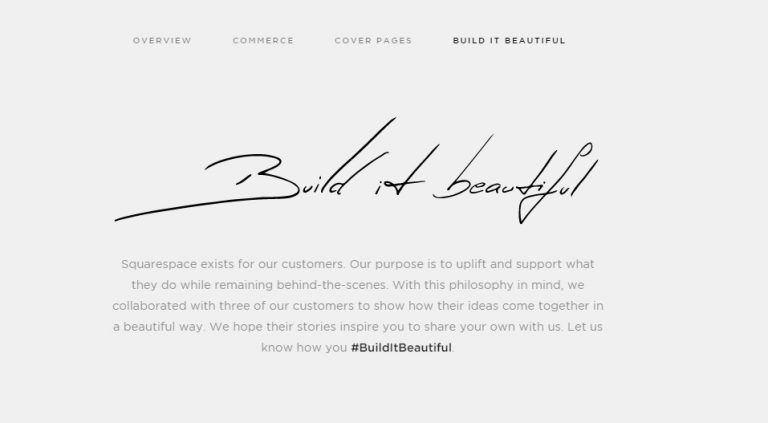 OVERVIEW COMMERCE COVER PAGES BUILD IT BEAUTIFUL
Build it beautiful
Squarespace exists for our customers. Our purpose is to uplift and support what
they do while remaining behind-the-scenes. With this philosophy in mind, we
collaborated with three of our customers to show how their ideas come together in
a beautiful way. We hope their stories inspire you to share your own with us. Let us
know how you #BuildItBeautiful.